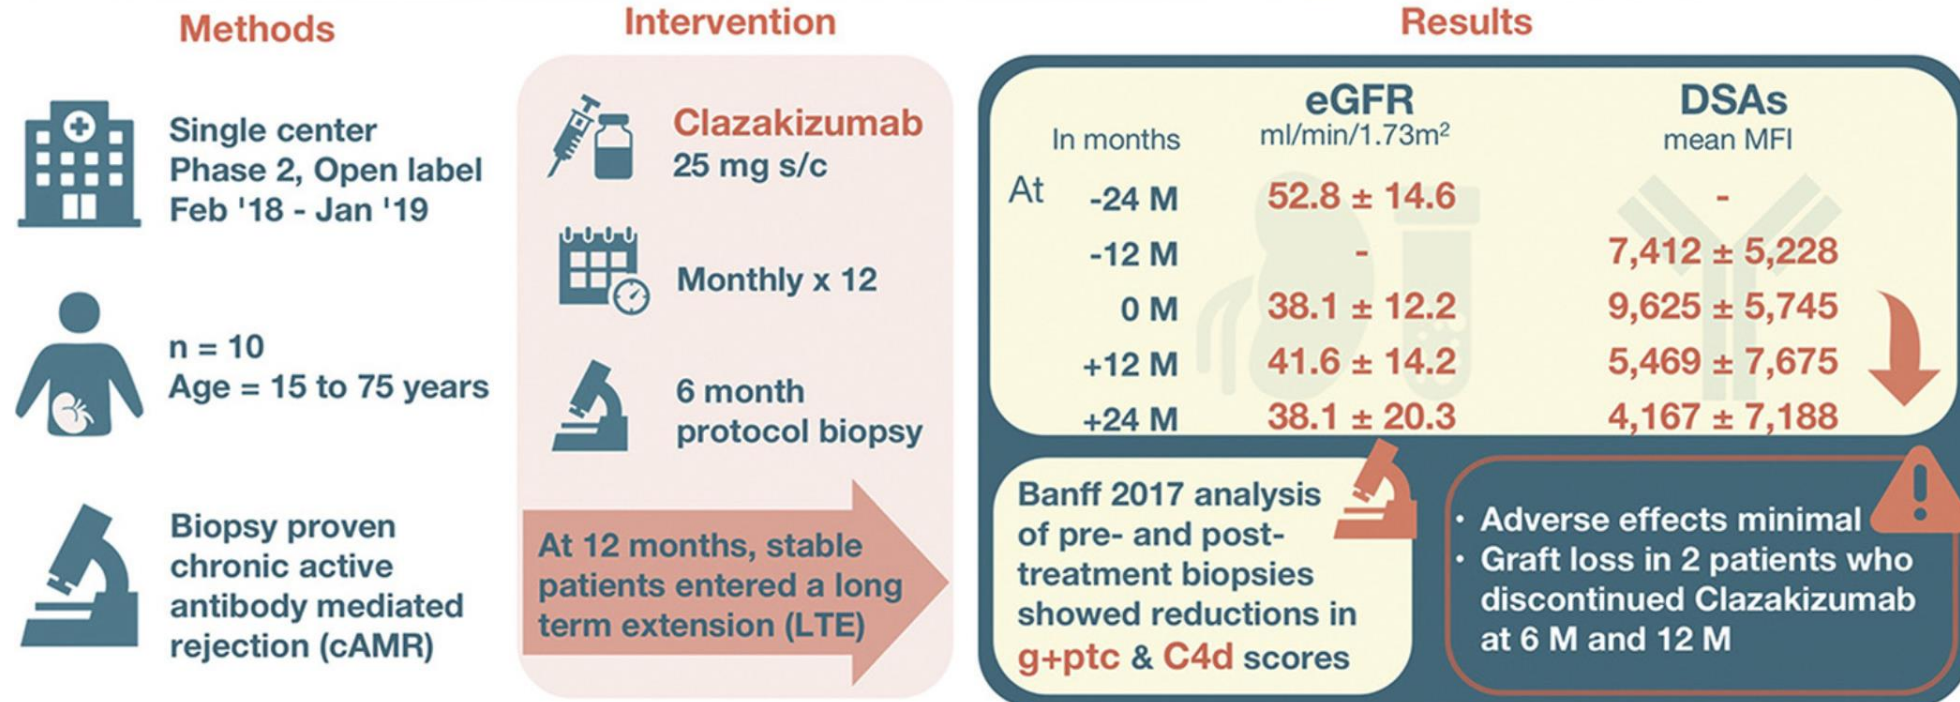 Methods
Single center
Phase 2, Open label
Feb '18 - Jan '19
n = 10
Age = 15 to 75 years
Biopsy proven
chronic active
antibody mediated
rejection (cAMR)
Intervention
Clazakizumab
25 mg s/c
Monthly x 12
6 month
protocol biopsy
At 12 months, stable
patients entered a long
term extension (LTE)
Results
In months eGFR ml/min/1.73m² DSAs mean MFI
At -24 M 52.8 ± 14.6 -
-12 M - 7,412 ± 5,228
0 M 38.1 ± 12.2 9,625 ± 5,745
+12 M 41.6 ± 14.2 5,469 ± 7,675
+24 M 38.1 ± 20.3 4,167 ± 7,188
Banff 2017 analysis
of pre- and post-
treatment biopsies
showed reductions in
g+ptc & C4d scores
• Adverse effects minimal
• Graft loss in 2 patients who
discontinued Clazakizumab
at 6 M and 12 M